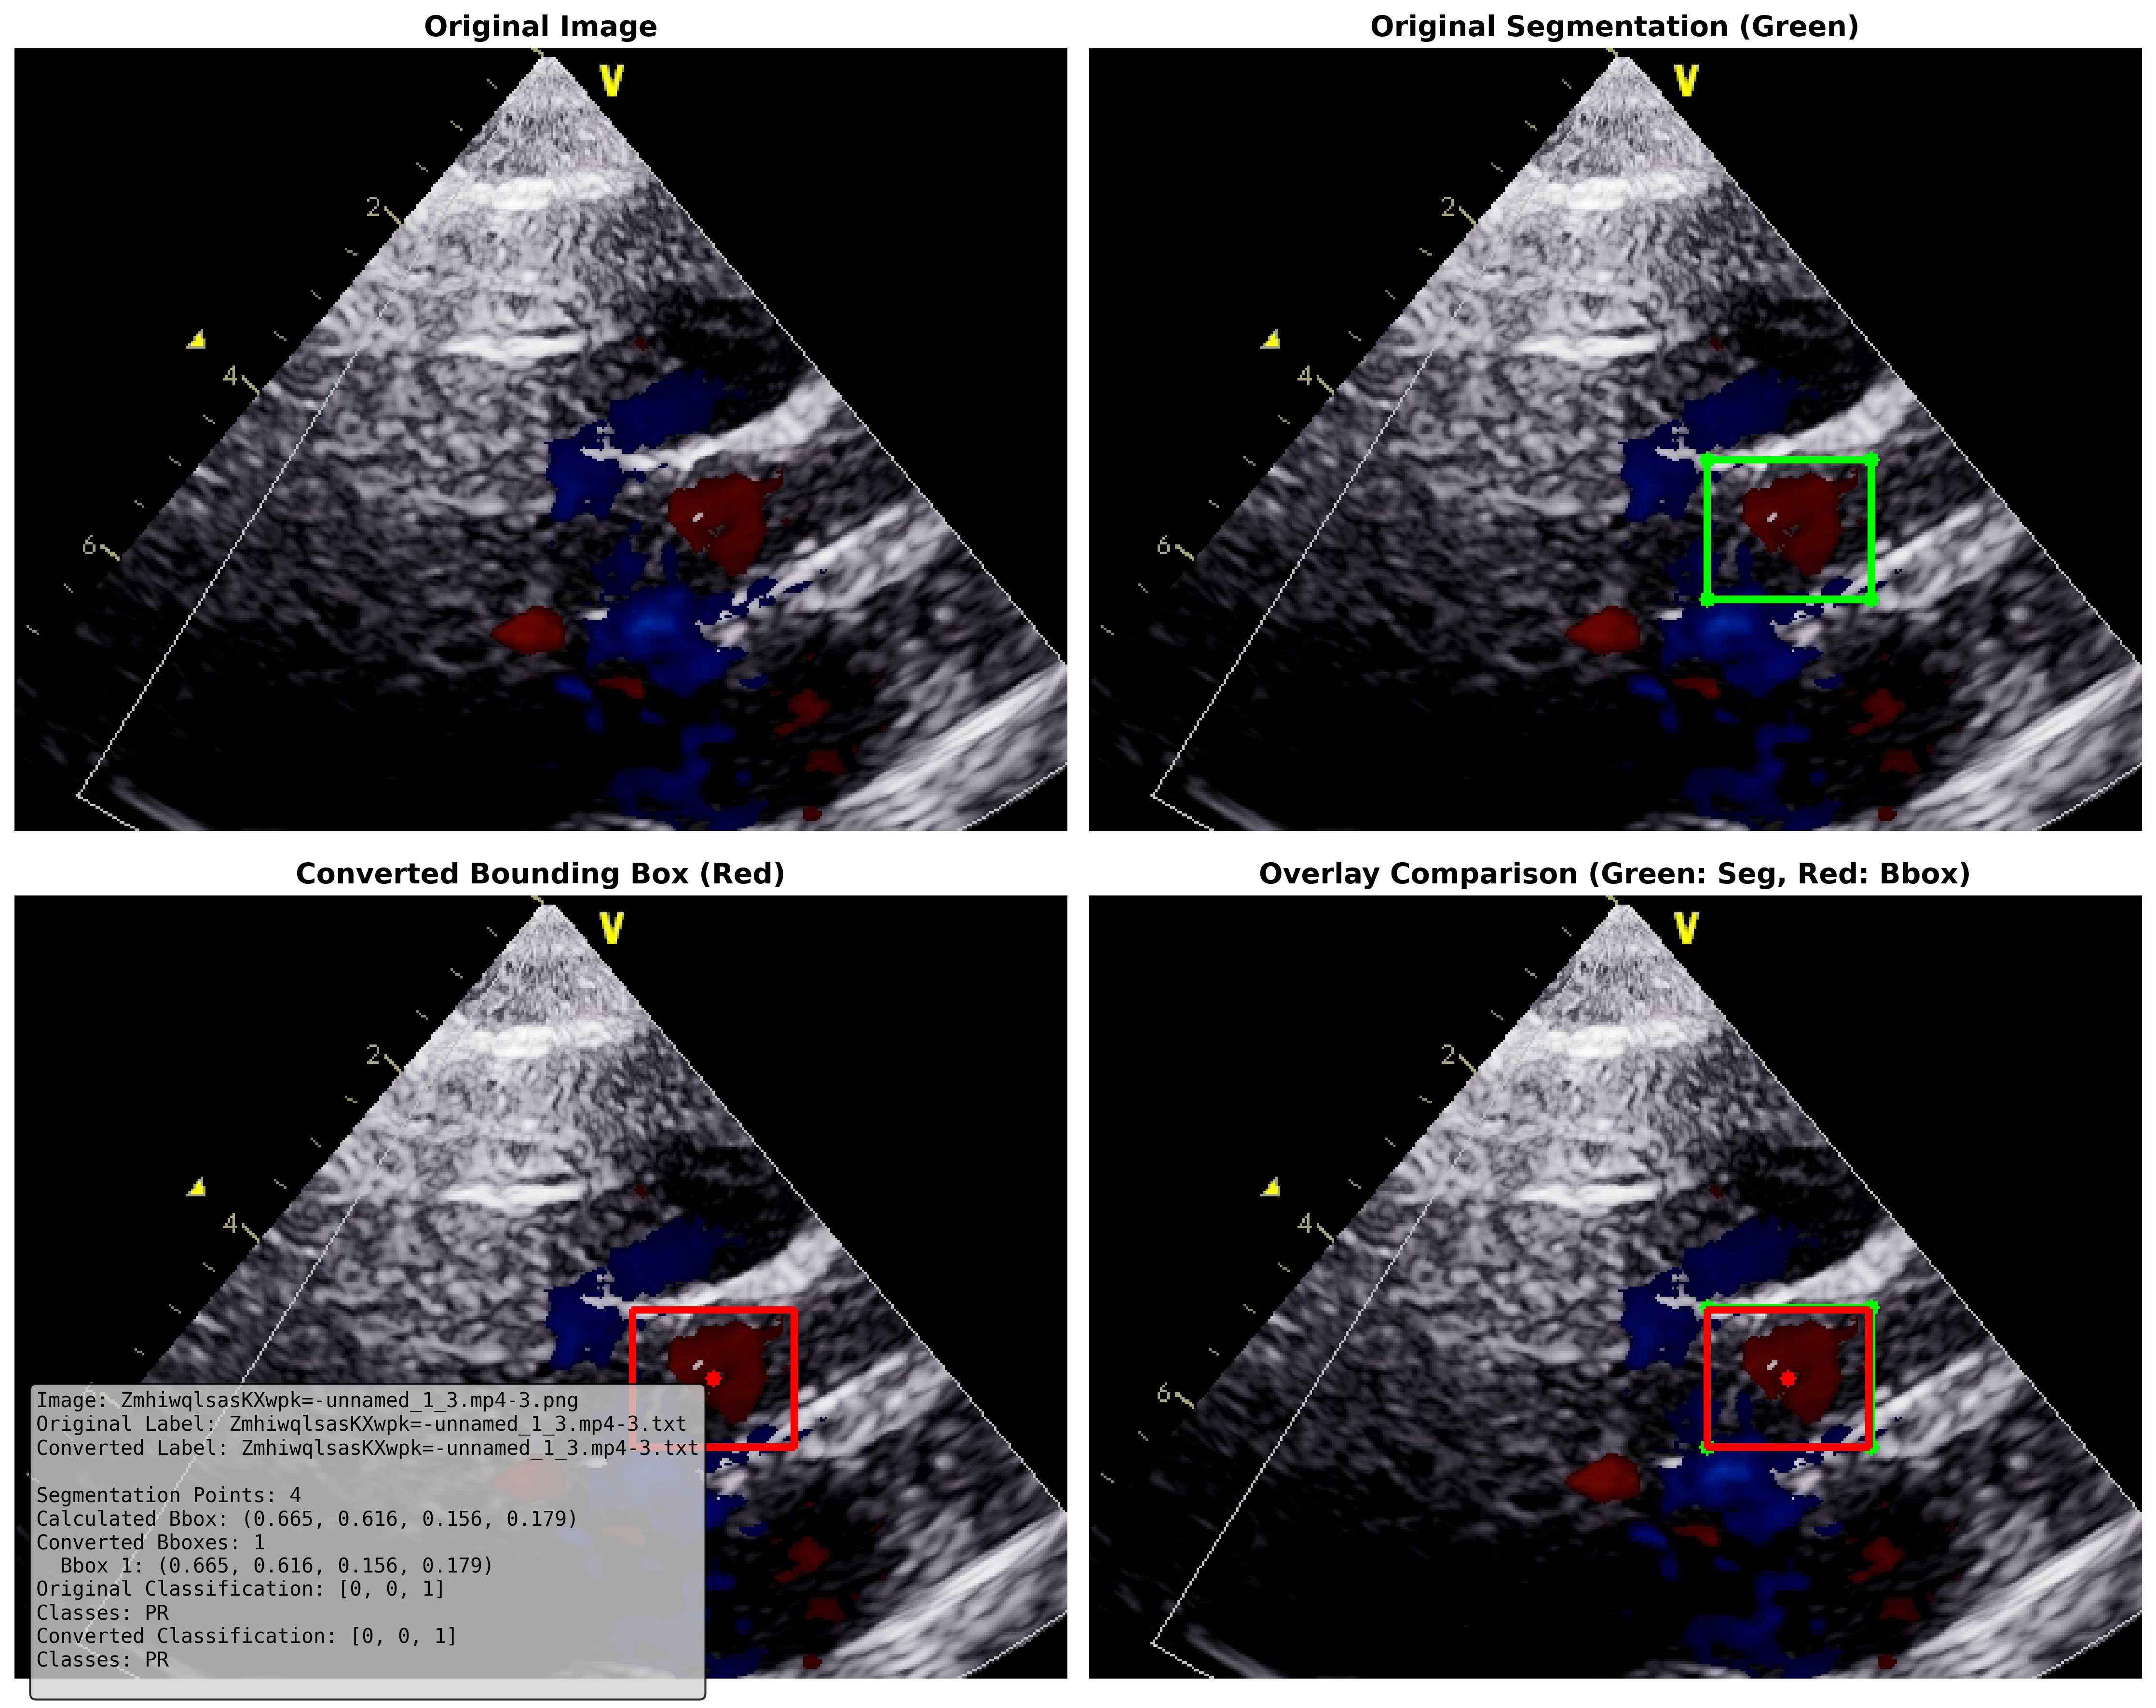 Original Image
Original Segmentation (Green)
V
V
2
2
4
4
6
6
Converted Bounding Box (Red)
Overlay Comparison (Green: Seg, Red: Bbox)
V
V
2
2
4
4
6
Image: ZmhiwqlsasKXwpk=-unnamed_1_3.mp4-3.png
Original Label: ZmhiwqlsasKXwpk=-unnamed_1_3.mp4-3.txt
Converted Label: ZmhiwqlsasKXwpk=-unnamed_1_3.mp4-3.txt
Segmentation Points: 4
Calculated Bbox: (0.665, 0.616, 0.156, 0.179)
Converted Bboxes: 1
Bbox 1: (0.665, 0.616, 0.156, 0.179)
Original Classification: [0, 0, 1]
Classes: PR
Converted Classification: [0, 0, 1]
Classes: PR